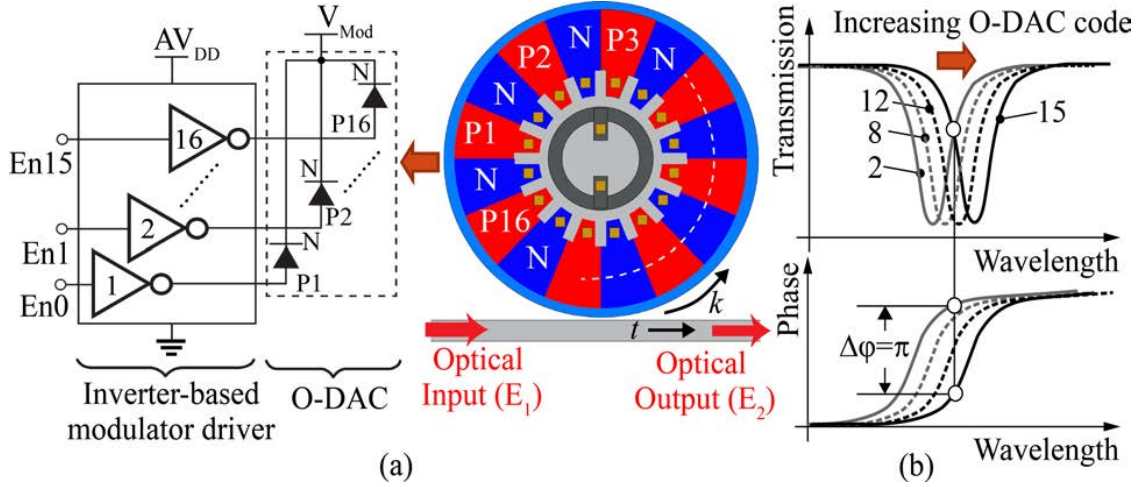 AV_DD
V_Mod
En15
En1
En0
16
2
1
N
P16
N
P2
N
P1
Inverter-based
modulator driver
O-DAC
P3
N
P2
N
P1
N
P16
N
N
t
k
Optical
Input (E_1)
Optical
Output (E_2)
(a)
Increasing O-DAC code
Transmission
12
8
2
15
Wavelength
Phase
Δφ=π
Wavelength
(b)